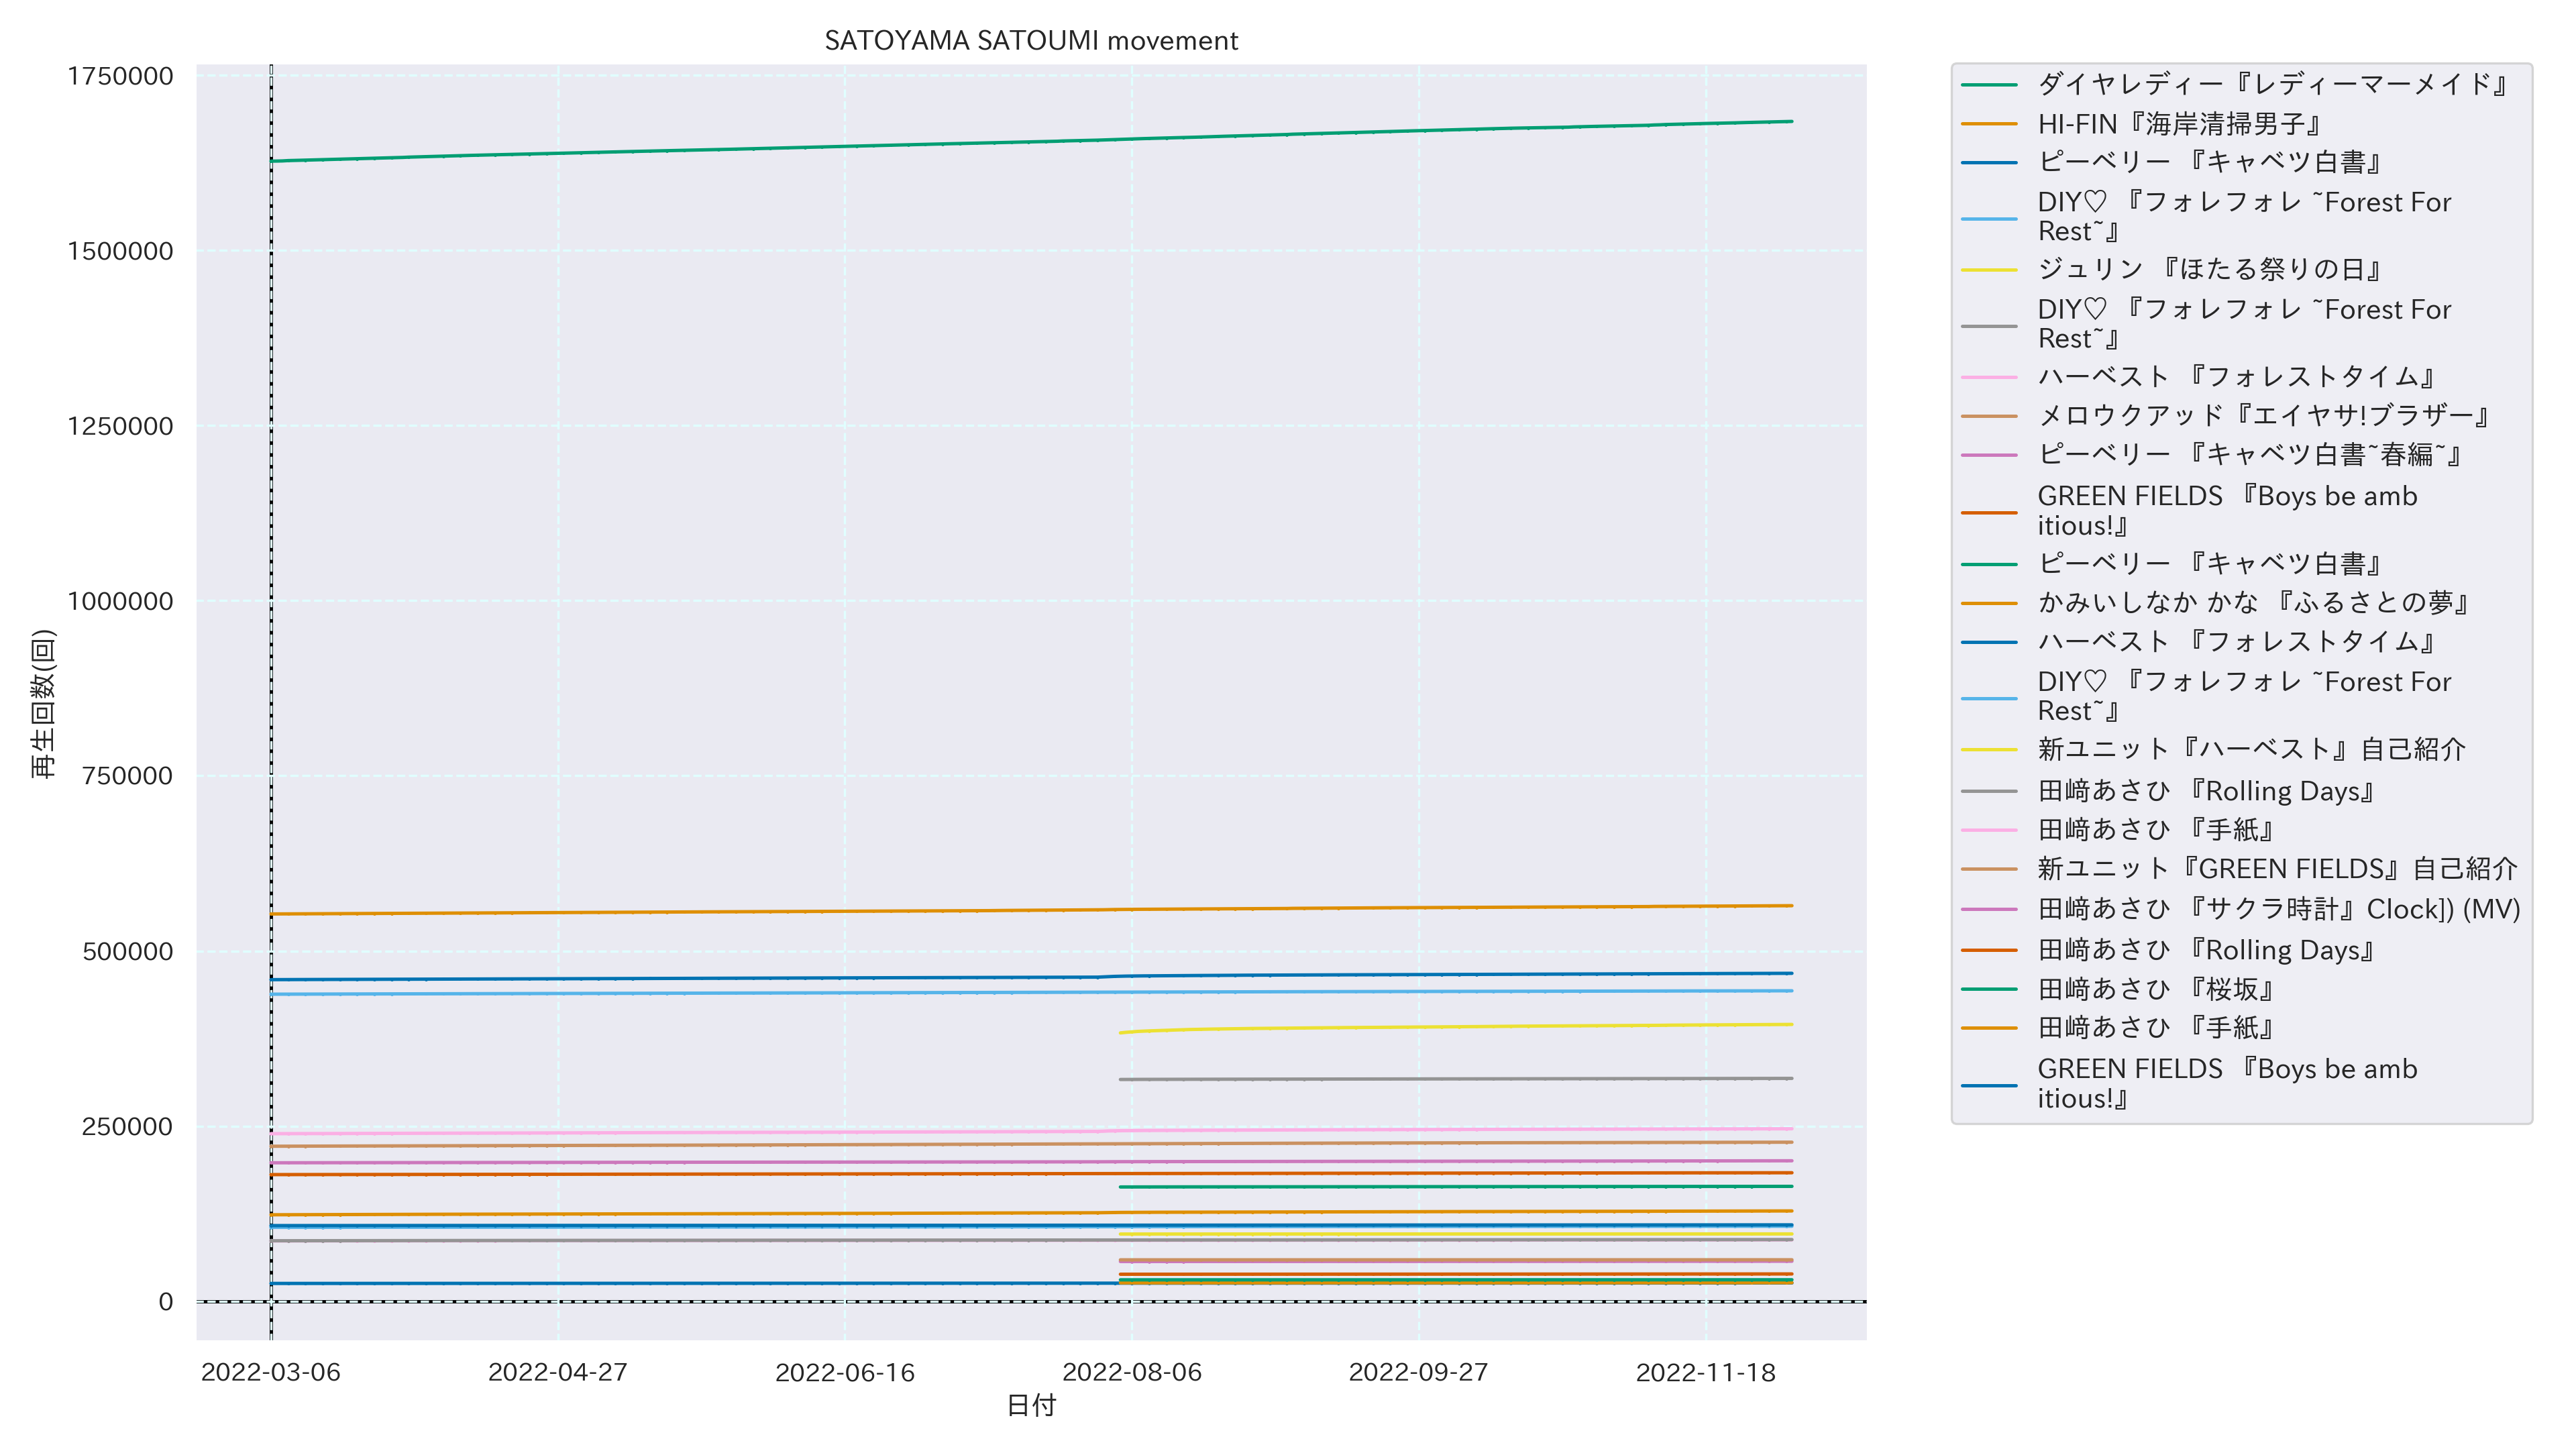 SATOYAMA SATOUMI movement
1750000
1500000
1250000
1000000
750000
500000
250000
0
再生回数(回)
2022-03-06
2022-04-27
2022-06-16
2022-08-06
2022-09-27
2022-11-18
日付
ダイヤレディー『レディーマーメイド』
HI-FIN『海岸清掃男子』
ピーベリー 『キャベツ白書』
DIY♡ 『フォレフォレ ~Forest For
Rest~』
ジュリン 『ほたる祭りの日』
DIY♡ 『フォレフォレ ~Forest For
Rest~』
ハーベスト 『フォレストタイム』
メロウクアッド『エイヤサ!ブラザー』
ピーベリー 『キャベツ白書~春編~』
GREEN FIELDS 『Boys be amb
itious!』
ピーベリー 『キャベツ白書』
かみいしなか かな 『ふるさとの夢』
ハーベスト 『フォレストタイム』
DIY♡ 『フォレフォレ ~Forest For
Rest~』
新ユニット『ハーベスト』自己紹介
田﨑あさひ 『Rolling Days』
田﨑あさひ 『手紙』
新ユニット『GREEN FIELDS』自己紹介
田﨑あさひ 『サクラ時計』Clock]) (MV)
田﨑あさひ 『Rolling Days』
田﨑あさひ 『桜坂』
田﨑あさひ 『手紙』
GREEN FIELDS 『Boys be amb
itious!』